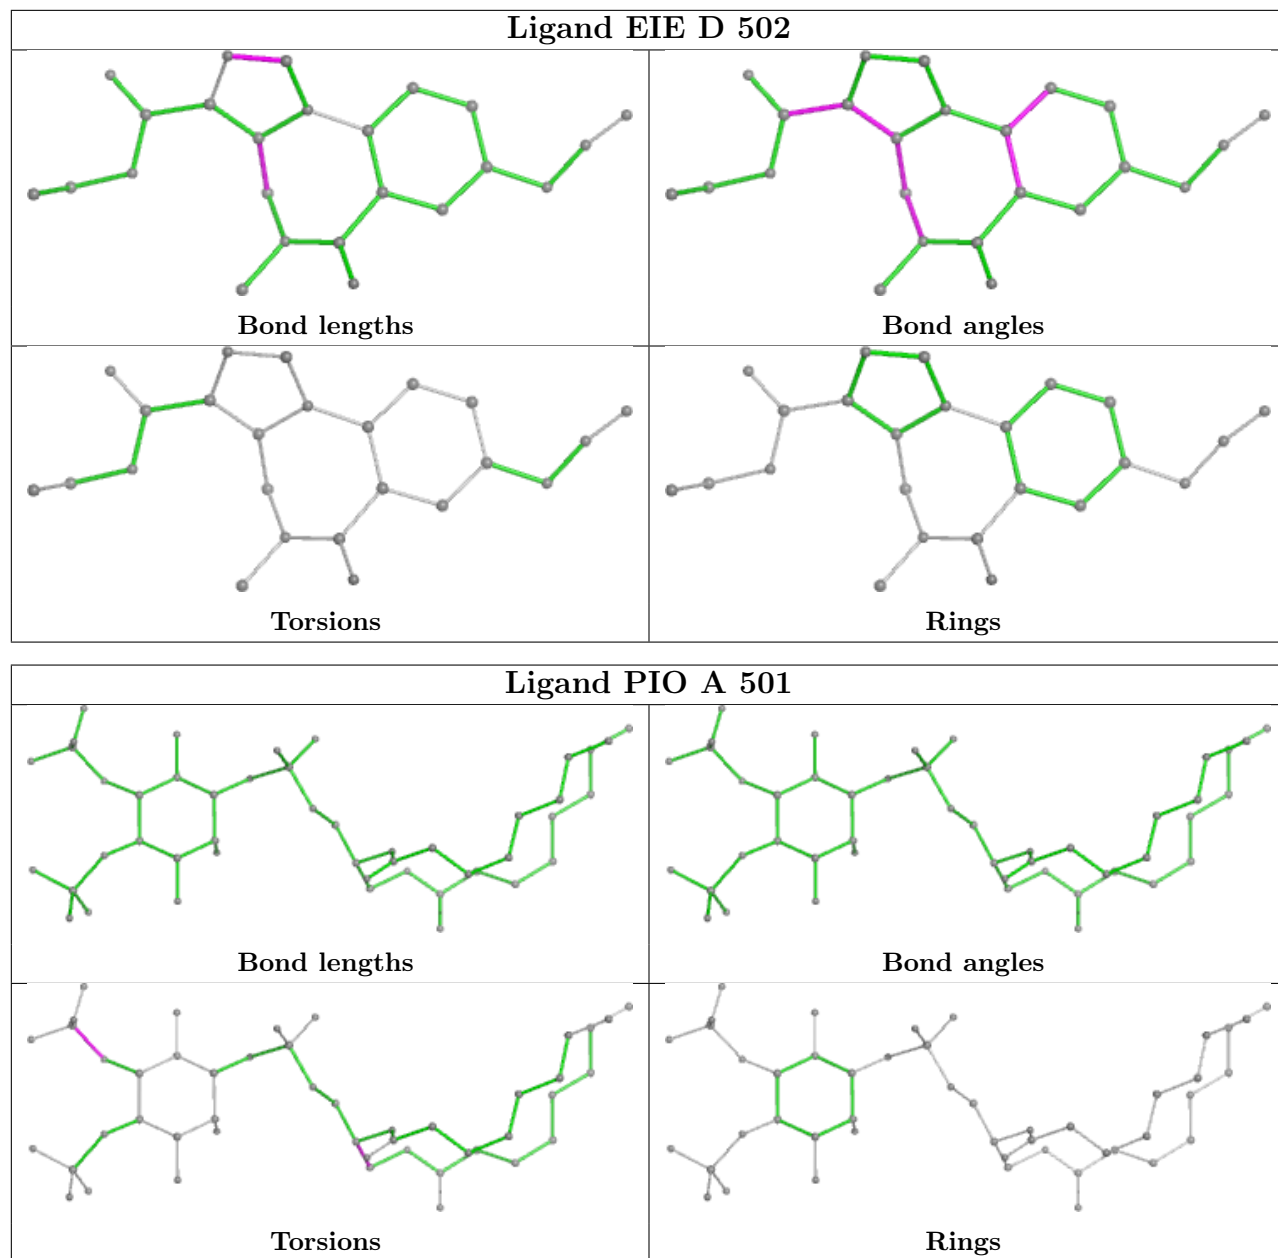 Ligand EIE D 502
Bond lengths
Bond angles
Torsions
Rings
Ligand PIO A 501
Bond lengths
Bond angles
Torsions
Rings